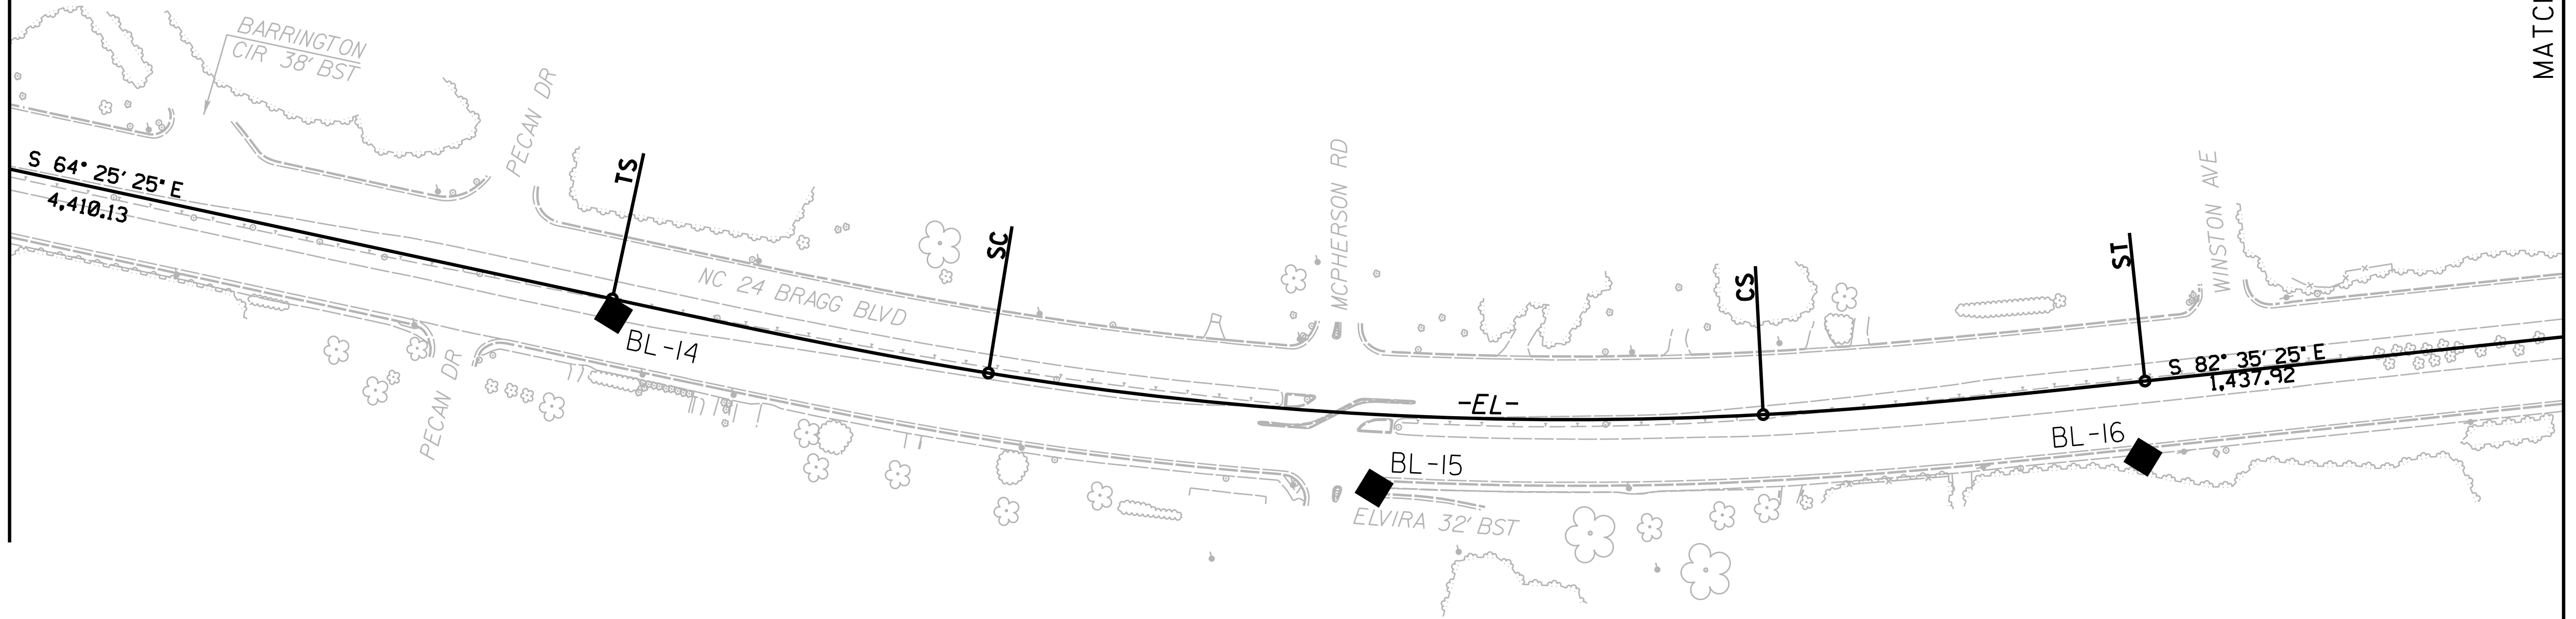 BARRINGTON
CIR 38' BST
PECAN DR
S 64° 25' 25" E
4,410.13
TS
BL-14
NC 24 BRAGG BLVD
SC
PECAN DR
MCPHERSON RD
-EL-
BL-15
ELVIRA 32' BST
CS
ST
BL-16
WINSTON AVE
S 82° 35' 25" E
1,437.92